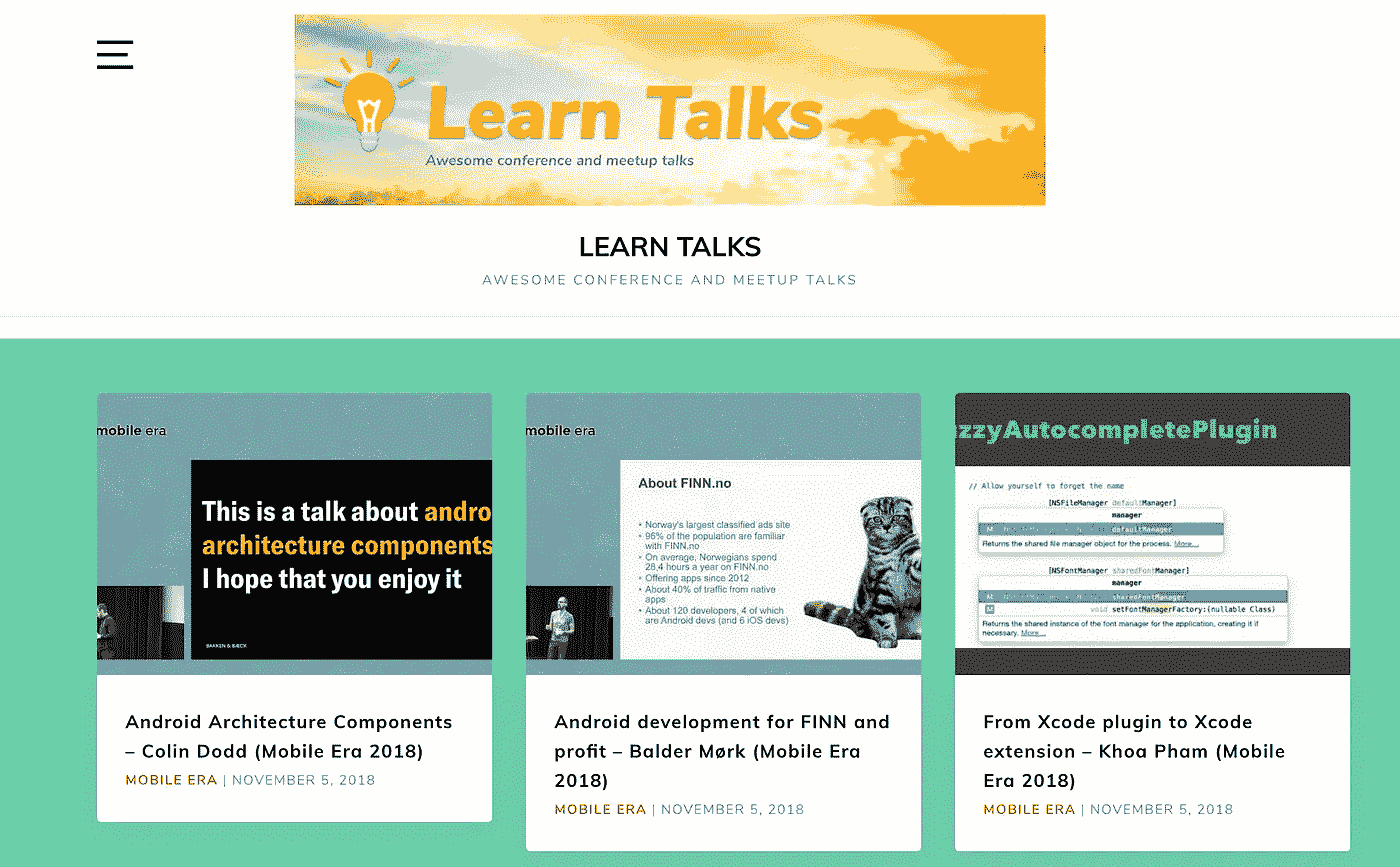 Learn Talks
Awesome conference and meetup talks
LEARN TALKS
AWESOME CONFERENCE AND MEETUP TALKS
mobile era
This is a talk about andro
architecture components
I hope that you enjoy it
BAKKEN & BÆCK
Android Architecture Components
– Colin Dodd (Mobile Era 2018)
MOBILE ERA | NOVEMBER 5, 2018
mobile era
About FINN.no
• Norway's largest classified ads site
• 96% of the population are familiar
with FINN.no
• On average, Norwegians spend
28,4 hours a year on FINN.no
• Offering apps since 2012
• About 40% of traffic from native
apps
• About 120 developers, 4 of which
are Android devs (and 6 iOS devs)
Android development for FINN and
profit – Balder Mørk (Mobile Era
2018)
MOBILE ERA | NOVEMBER 5, 2018
zzyAutocompletePlugin
// Allow yourself to forget the name
[NSFileManager defaultManager]
manager
M defaultManager
Returns the shared file manager object for the process. More...
[NSFontManager sharedFontManager]
manager
M sharedFontManager
M void setFontManagerFactory:(nullable Class)
Returns the shared instance of the font manager for the application, creating it if
necessary. More...
From Xcode plugin to Xcode
extension – Khoa Pham (Mobile
Era 2018)
MOBILE ERA | NOVEMBER 5, 2018